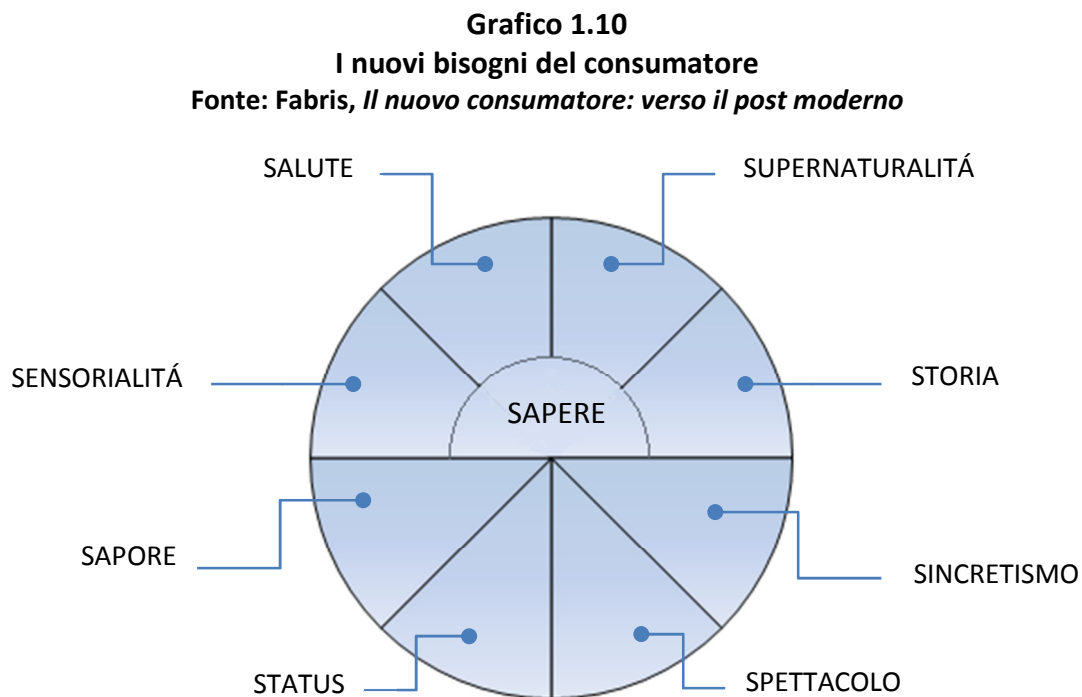 Grafico 1.10
I nuovi bisogni del consumatore
Fonte: Fabris, Il nuovo consumatore: verso il post moderno
SALUTE
SUPERNATURALITÁ
SENSORIALITÁ
STORIA
SAPERE
SAPORE
SINCRETISMO
STATUS
SPETTACOLO